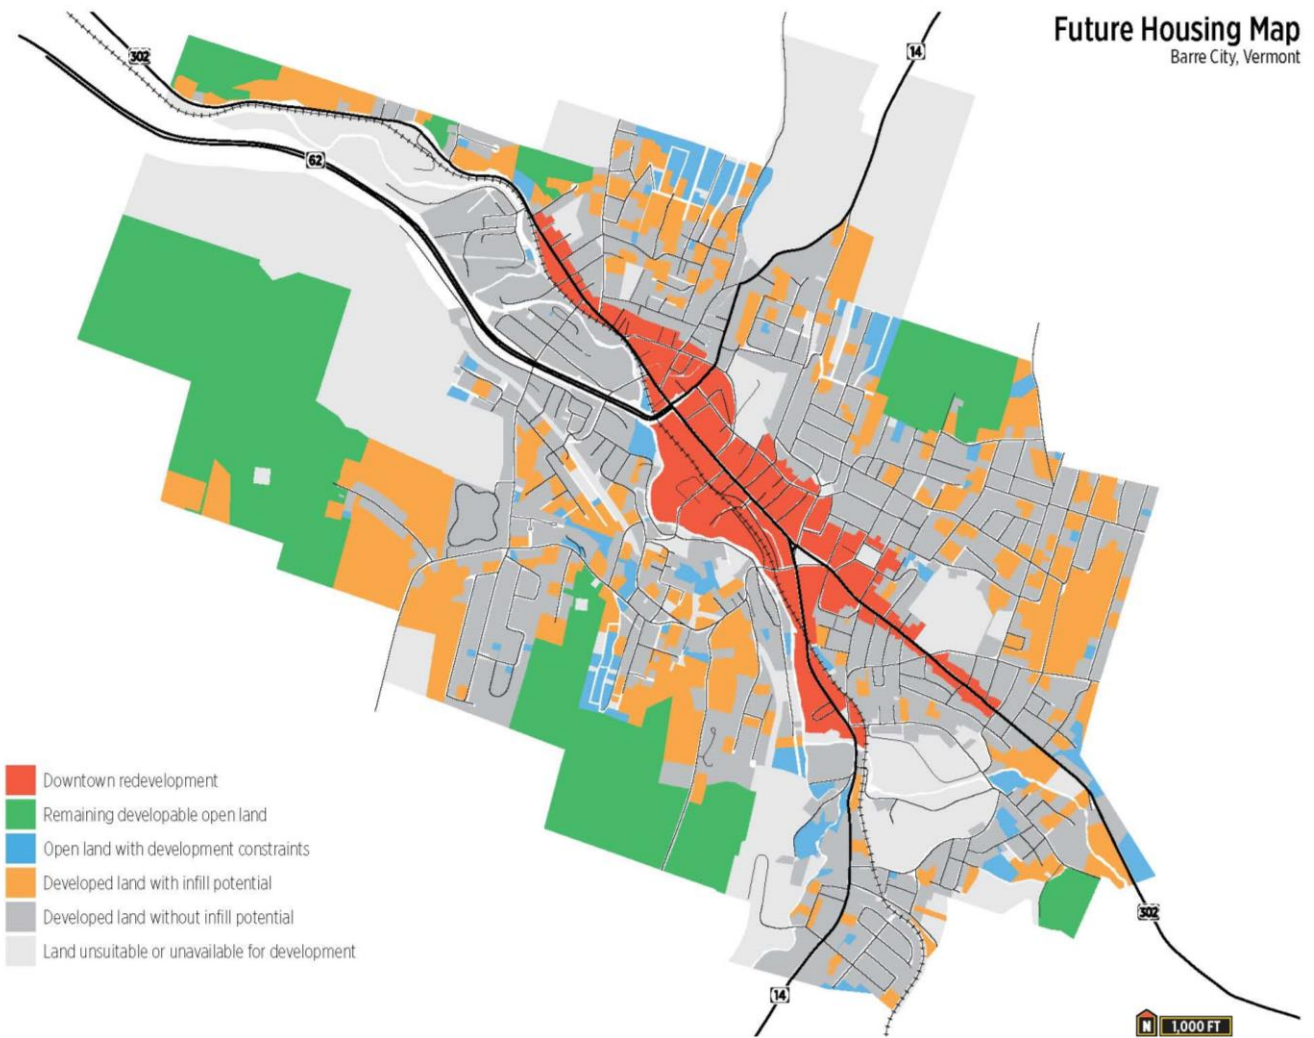 Future Housing Map
Barre City, Vermont
302
14
62
Downtown redevelopment
Remaining developable open land
Open land with development constraints
Developed land with infill potential
Developed land without infill potential
Land unsuitable or unavailable for development
302
14
N 1,000 FT